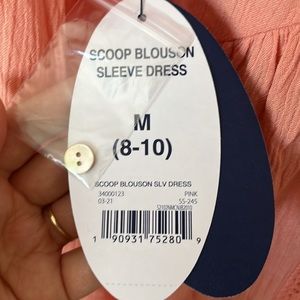 SCOOP BLOUSON
SLEEVE DRESS
M
(8-10)
SCOOP BLOUSON SLV DRESS
34000123 PINK
03-21 55-245
1 90931 75280 9